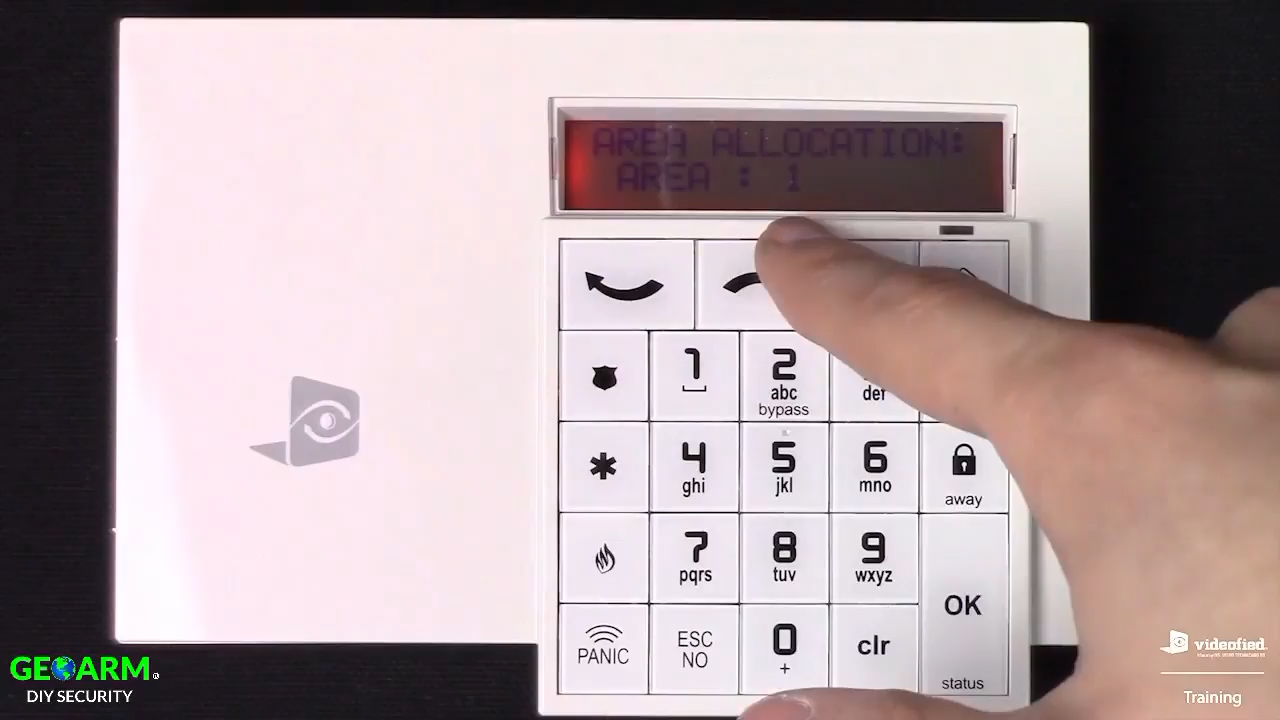 AREA ALLOCATION:
AREA : 1
1
2
abc
bypass
def
4
ghi
5
jkl
6
mno
away
7
pqrs
8
tuv
9
wxyz
OK
PANIC
ESC
NO
0
+
clr
status
GEOARM®
DIY SECURITY
videofied
Training